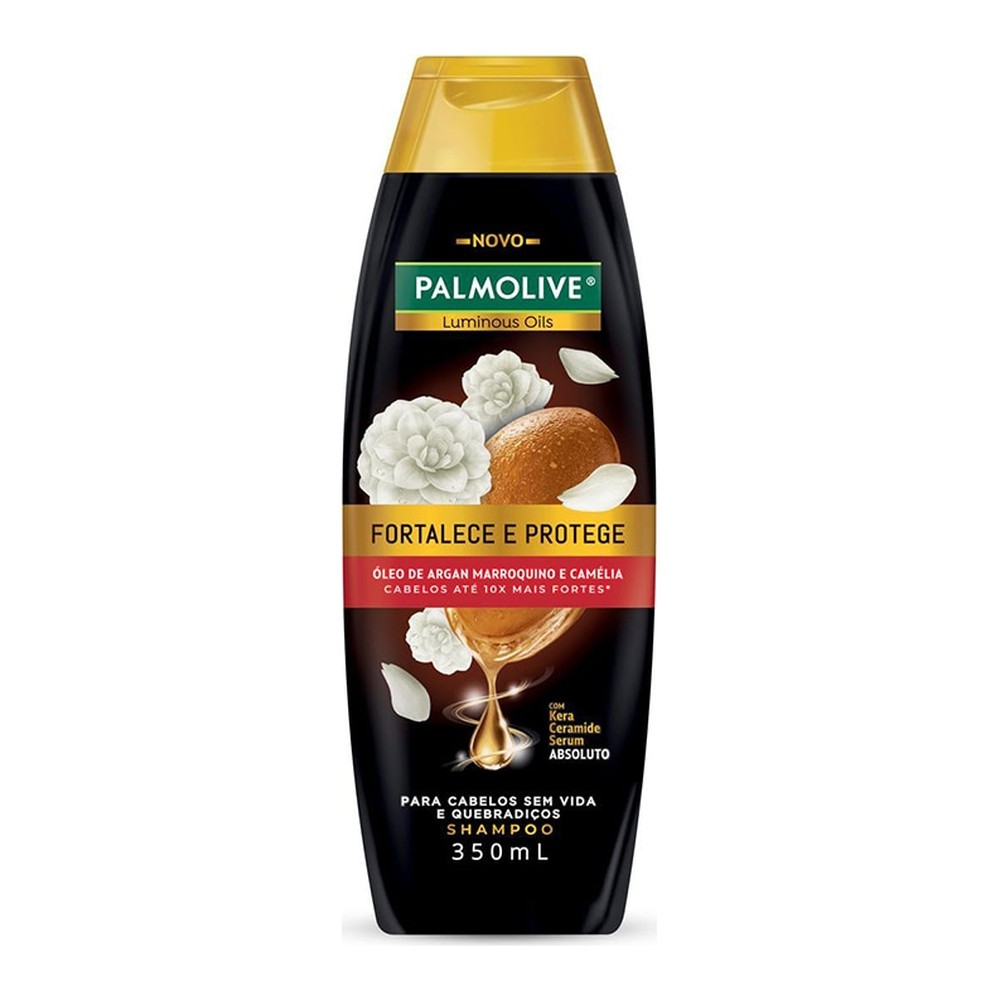 NOVO
PALMOLIVE®
Luminous Oils
FORTALECE E PROTEGE
ÓLEO DE ARGAN MARROQUINO E CAMÉLIA
CABELOS ATÉ 10X MAIS FORTES*
COM
Kera
Ceramide
Serum
ABSOLUTO
PARA CABELOS SEM VIDA
E QUEBRADIÇOS
SHAMPOO
350mL